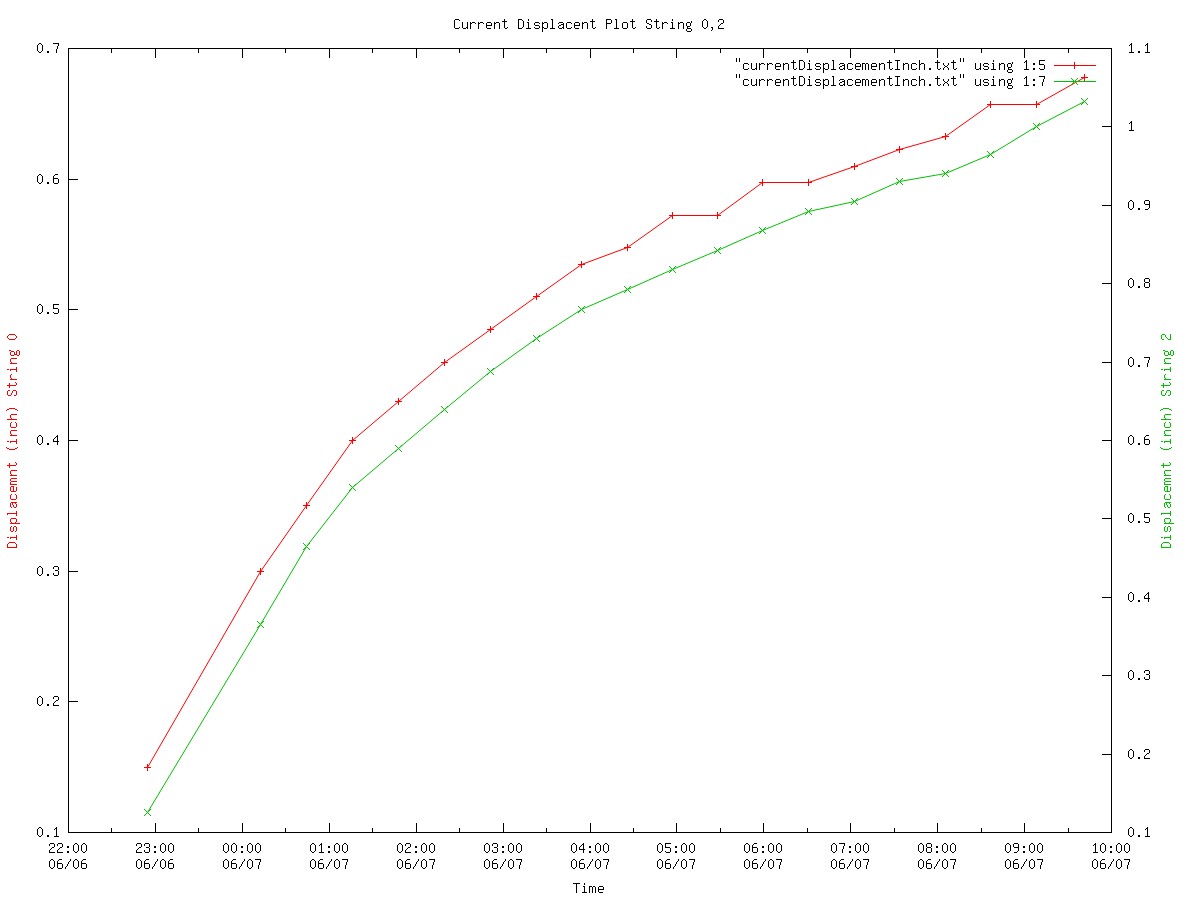 Current Displacent Plot String 0,2
"currentDisplacementInch.txt" using 1:5
"currentDisplacementInch.txt" using 1:7
0.7
0.6
0.5
0.4
0.3
0.2
0.1
Displacemnt (inch) String 0
1.1
1
0.9
0.8
0.7
0.6
0.5
0.4
0.3
0.2
0.1
Displacemnt (inch) String 2
22:00 23:00 00:00 01:00 02:00 03:00 04:00 05:00 06:00 07:00 08:00 09:00 10:00
06/06 06/06 06/07 06/07 06/07 06/07 06/07 06/07 06/07 06/07 06/07 06/07 06/07
Time